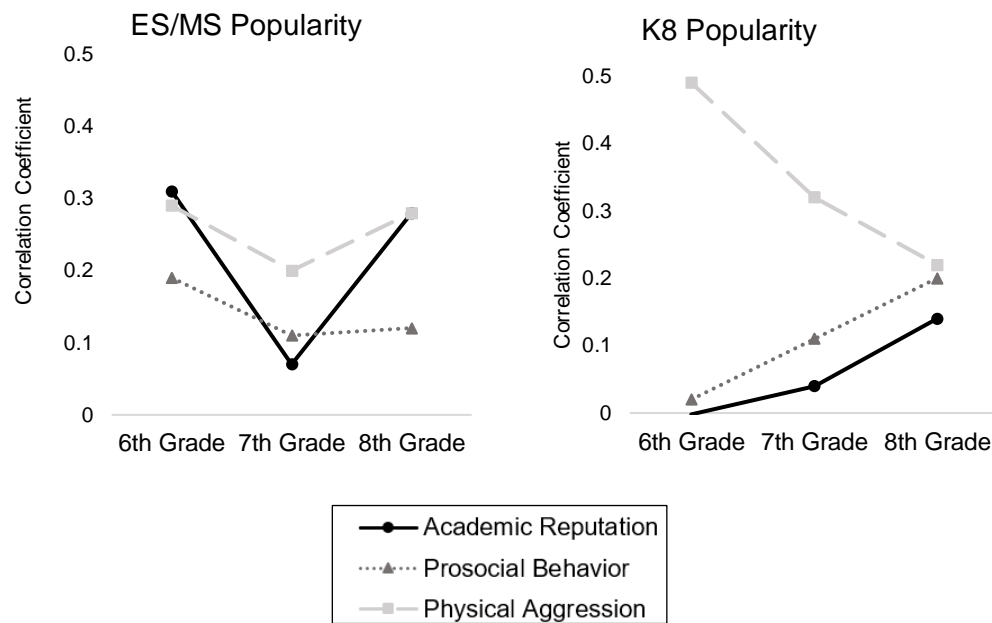 ES/MS Popularity
0.5
0.4
0.3
0.2
0.1
0
Correlation Coefficient
6th Grade 7th Grade 8th Grade
K8 Popularity
0.5
0.4
0.3
0.2
0.1
0
Correlation Coefficient
6th Grade 7th Grade 8th Grade
Academic Reputation
Prosocial Behavior
Physical Aggression